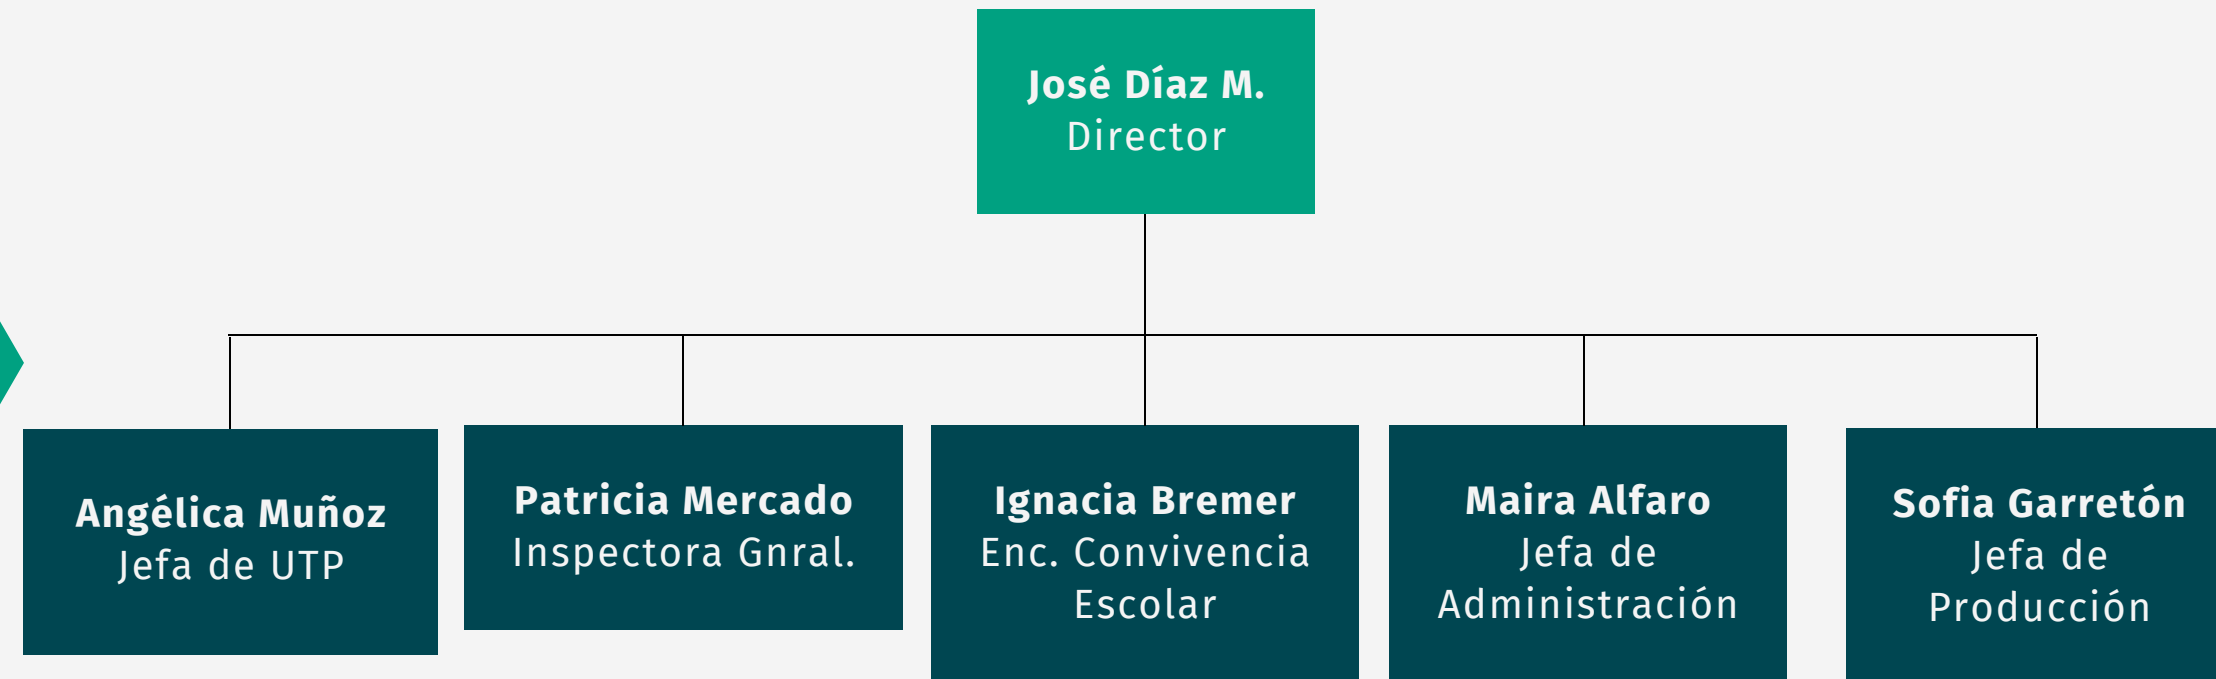 José Díaz M.
Director
Angélica Muñoz
Jefa de UTP
Patricia Mercado
Inspectora Gnral.
Ignacia Bremer
Enc. Convivencia
Escolar
Maira Alfaro
Jefa de
Administración
Sofia Garretón
Jefa de
Producción